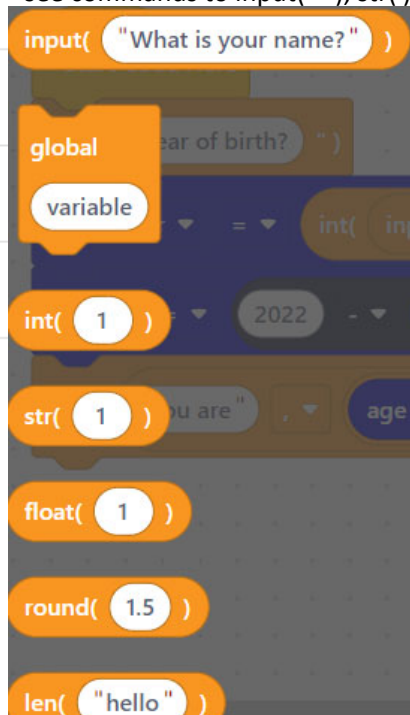 input( "What is your name?" )
global
variable
ear of birth? " )
= int( inp
int( 1 )
= 2022 -
str( 1 )
u are " , age
float( 1 )
round( 1.5 )
len( "hello" )